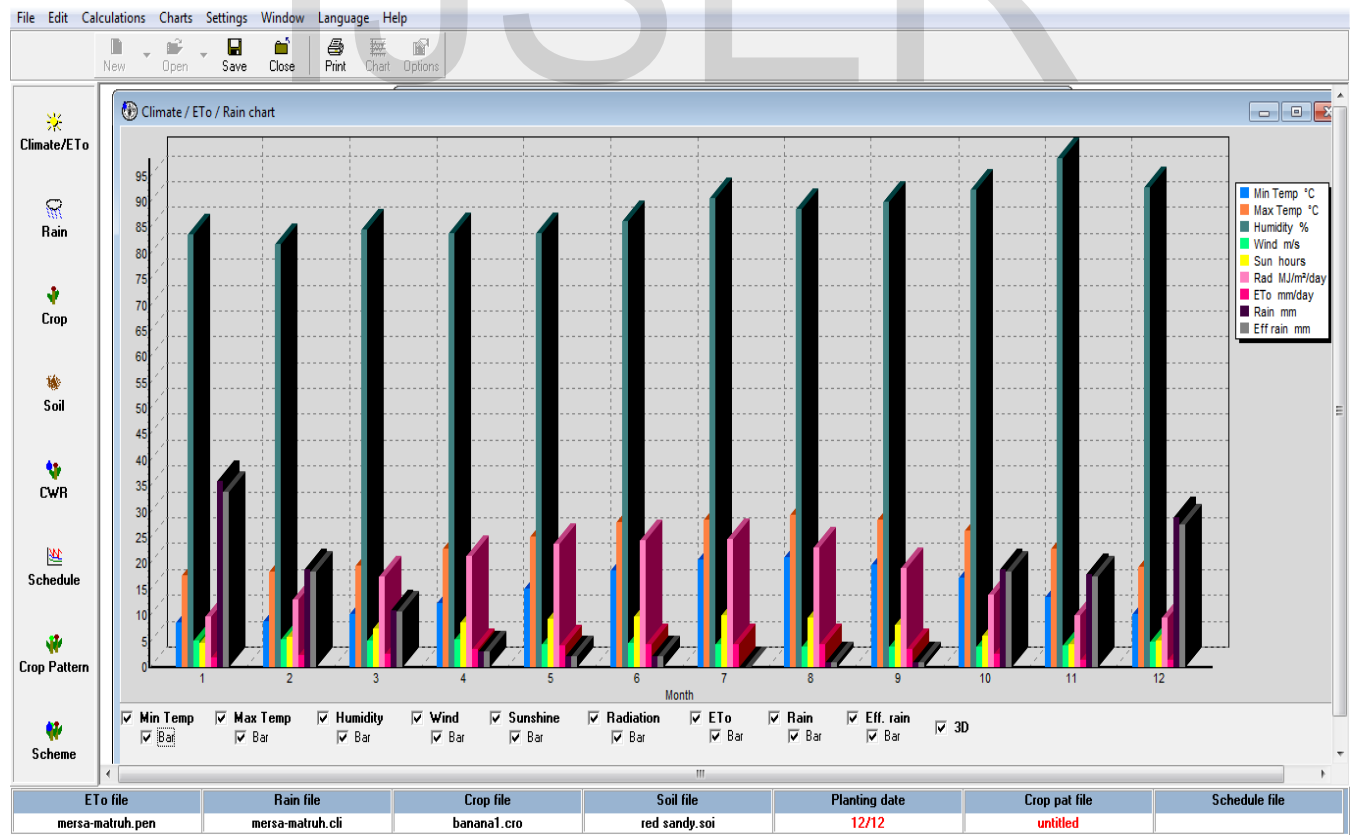 IJSER
File Edit Calculations Charts Settings Window Language Help
New Open Save Close Print Chart Options
Climate/ETo
Rain
Crop
Soil
CWR
Schedule
Crop Pattern
Scheme
Climate / ETo / Rain chart
95
90
85
80
75
70
65
60
55
50
45
40
35
30
25
20
15
10
5
0
1 2 3 4 5 6 7 8 9 10 11 12
Month
Min Temp °C
Max Temp °C
Humidity %
Wind m/s
Sun hours
Rad MJ/m²/day
ETo mm/day
Rain mm
Eff rain mm
Min Temp Max Temp Humidity Wind Sunshine Radiation ETo Rain Eff. rain 3D
Bar Bar Bar Bar Bar Bar Bar Bar Bar
ETo file Rain file Crop file Soil file Planting date Crop pat file Schedule file
mersa-matruh.pen mersa-matruh.cli banana1.cro red sandy.soi 12/12 untitled